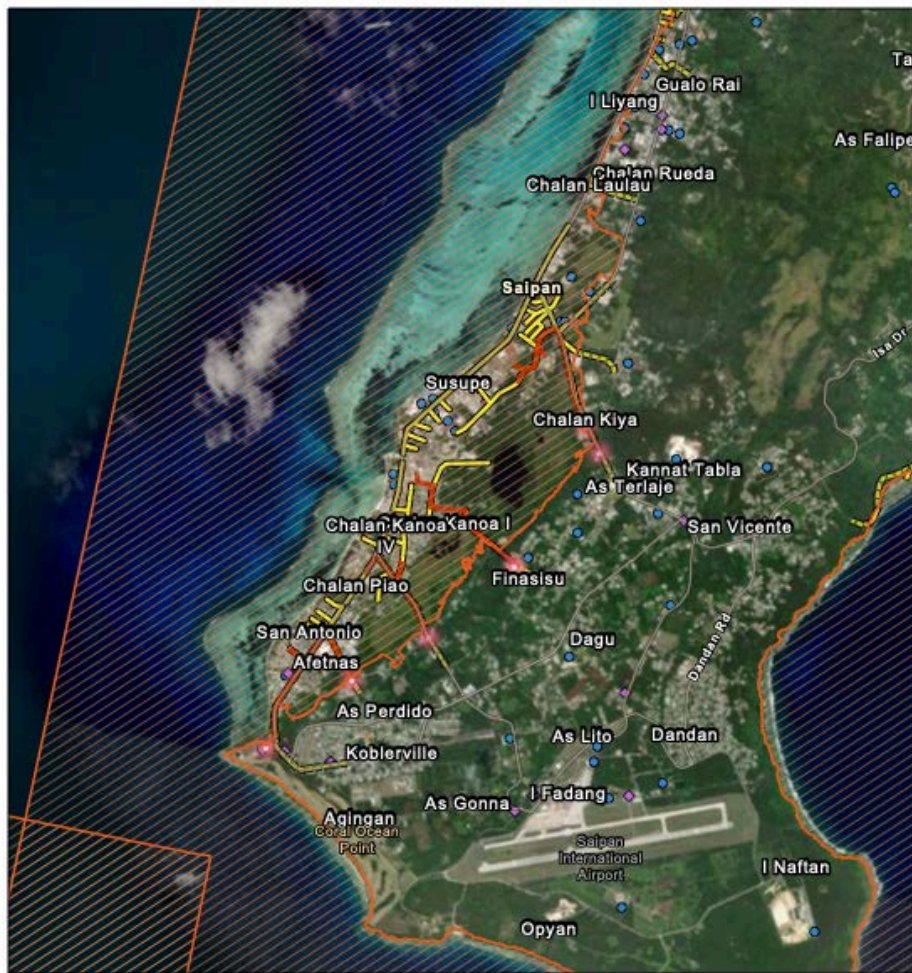 Gualo Rai
I Liyang
Ta
As Falipe
Chalan Rueda
Chalan Laulau
Saipan
Isa Dr
Susupe
Chalan Kiya
Kannat Tabla
As Terlaje
San Vicente
Chalan Kanoa
IV
Kanoa I
Finasisu
Chalan Piao
San Antonio
Dagu
Dandan Rd
Afetnas
As Perdido
As Lito
Dandan
Koblerville
I Fadang
As Gonna
Agingan
Coral Ocean
Point
Saipan
International
Airport
I Naftan
Opyan